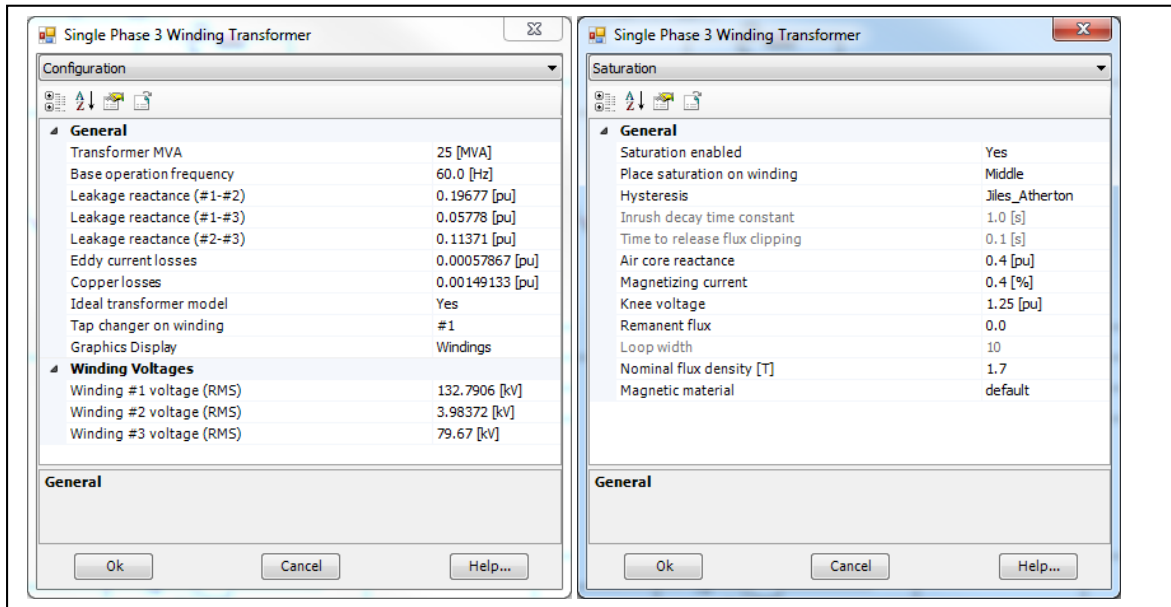 Single Phase 3 Winding Transformer
Configuration
General
Transformer MVA 25 [MVA]
Base operation frequency 60.0 [Hz]
Leakage reactance (#1-#2) 0.19677 [pu]
Leakage reactance (#1-#3) 0.05778 [pu]
Leakage reactance (#2-#3) 0.11371 [pu]
Eddy current losses 0.00057867 [pu]
Copper losses 0.00149133 [pu]
Ideal transformer model Yes
Tap changer on winding #1
Graphics Display Windings
Winding Voltages
Winding #1 voltage (RMS) 132.7906 [kV]
Winding #2 voltage (RMS) 3.98372 [kV]
Winding #3 voltage (RMS) 79.67 [kV]
General
Ok Cancel Help...
Single Phase 3 Winding Transformer
Saturation
General
Saturation enabled Yes
Place saturation on winding Middle
Hysteresis Jiles_Atherton
Inrush decay time constant 1.0 [s]
Time to release flux clipping 0.1 [s]
Air core reactance 0.4 [pu]
Magnetizing current 0.4 [%]
Knee voltage 1.25 [pu]
Remanent flux 0.0
Loop width 10
Nominal flux density [T] 1.7
Magnetic material default
General
Ok Cancel Help...